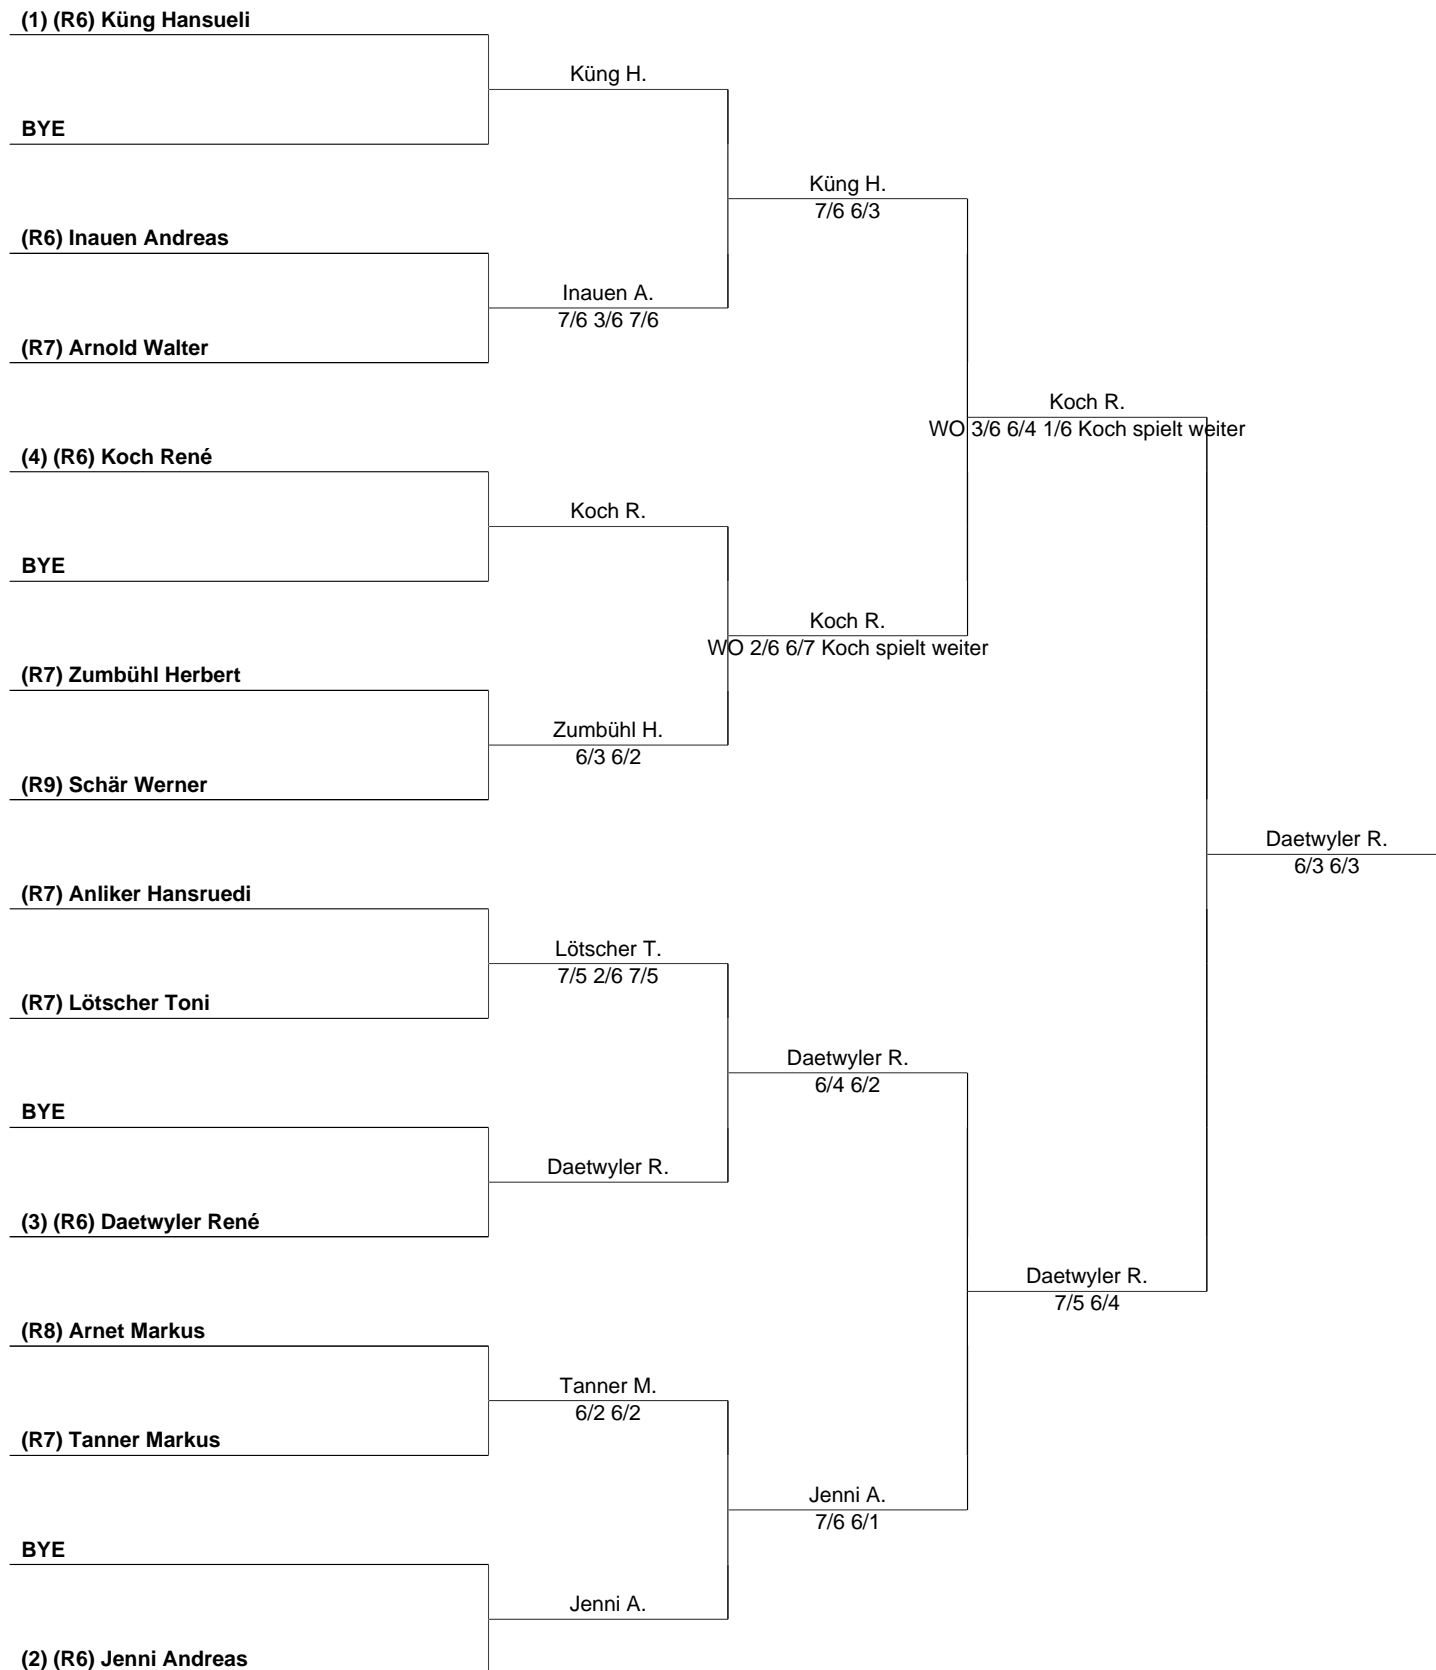 (1) (R6) Küng Hansueli
Küng H.
BYE
Küng H.
7/6 6/3
(R6) Inauen Andreas
Inauen A.
7/6 3/6 7/6
(R7) Arnold Walter
Koch R.
WO 3/6 6/4 1/6 Koch spielt weiter
(4) (R6) Koch René
Koch R.
BYE
Koch R.
WO 2/6 6/7 Koch spielt weiter
(R7) Zumbühl Herbert
Zumbühl H.
6/3 6/2
(R9) Schär Werner
Daetwyler R.
6/3 6/3
(R7) Anliker Hansruedi
Lötscher T.
7/5 2/6 7/5
(R7) Lötscher Toni
Daetwyler R.
6/4 6/2
BYE
Daetwyler R.
(3) (R6) Daetwyler René
Daetwyler R.
7/5 6/4
(R8) Arnet Markus
Tanner M.
6/2 6/2
(R7) Tanner Markus
Jenni A.
7/6 6/1
BYE
Jenni A.
(2) (R6) Jenni Andreas